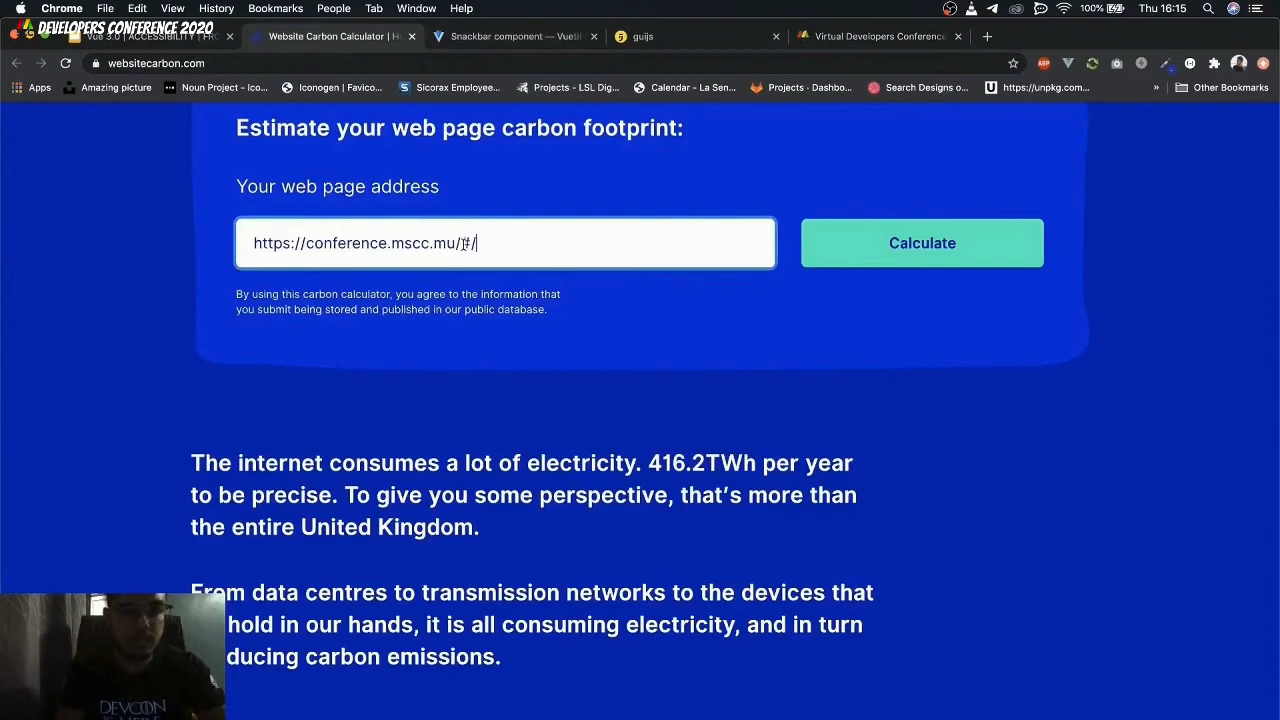 Chrome File Edit View History Bookmarks People Tab Window Help 100% Thu 16:15
DEVELOPERS CONFERENCE 2020
Vue 3.0 | ACCESSIBILITY | FRO
Website Carbon Calculator | H
Snackbar component — Vueti
guijs
Virtual Developers Conference
websitecarbon.com
ABP
Apps Amazing picture Noun Project - Ico... Iconogen | Favico... Sicorax Employee... Projects - LSL Dig... Calendar - La Sen... Projects · Dashbo... Search Designs o... https://unpkg.com... » Other Bookmarks
Estimate your web page carbon footprint:
Your web page address
https://conference.mscc.mu/#/
Calculate
By using this carbon calculator, you agree to the information that
you submit being stored and published in our public database.
The internet consumes a lot of electricity. 416.2TWh per year
to be precise. To give you some perspective, that's more than
the entire United Kingdom.
From data centres to transmission networks to the devices that
hold in our hands, it is all consuming electricity, and in turn
ducing carbon emissions.
DEVCON